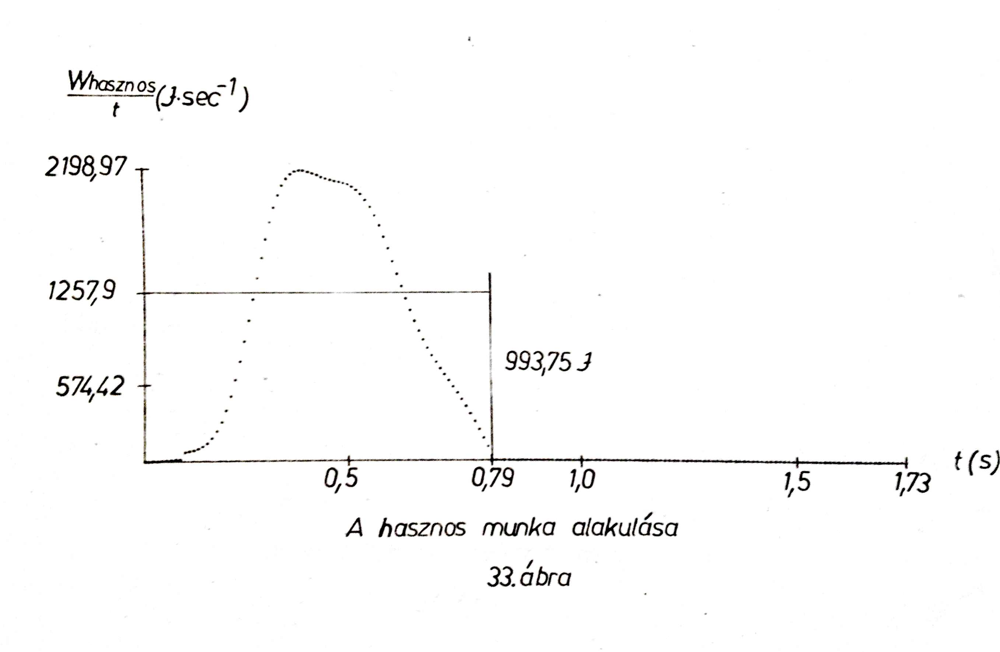 Whasznos
t
(J·sec⁻¹)
2198,97
1257,9
574,42
993,75 J
0,5
0,79
1,0
1,5
1,73
t(s)
A hasznos munka alakulása
33. ábra